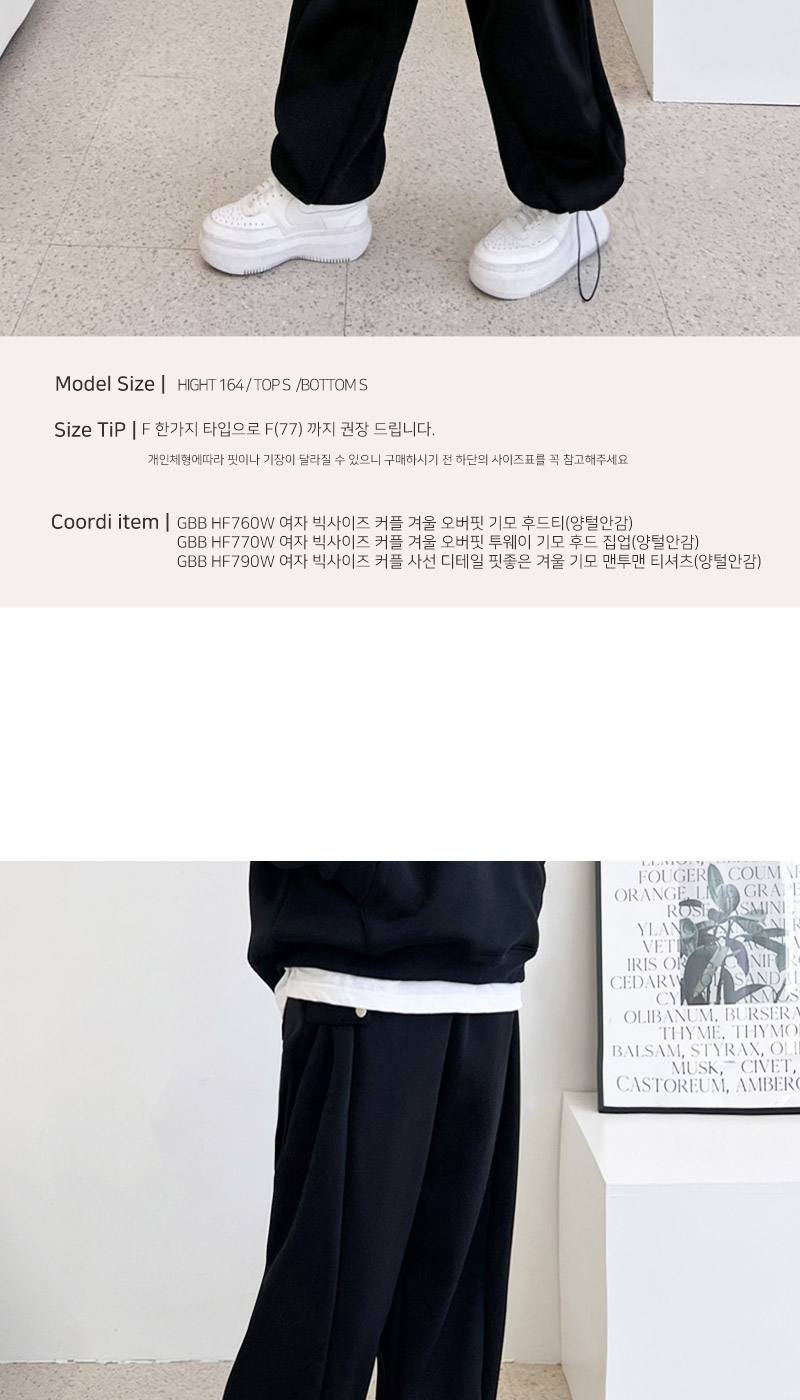 Model Size | HIGHT 164 / TOP S /BOTTOM S
Size TiP | F 한가지 타입으로 F(77) 까지 권장 드립니다.
개인체형에따라 핏이나 기장이 달라질 수 있으니 구매하시기 전 하단의 사이즈표를 꼭 참고해주세요
Coordi item | GBB HF760W 여자 빅사이즈 커플 겨울 오버핏 기모 후드티(양털안감)
GBB HF770W 여자 빅사이즈 커플 겨울 오버핏 투웨이 기모 후드 집업(양털안감)
GBB HF790W 여자 빅사이즈 커플 사선 디테일 핏좋은 겨울 기모 맨투맨 티셔츠(양털안감)
FOUGER COUMAR
ORANGE, GRAPE
OLIBANUM, BURSERA
THYME, THYMO
BALSAM, STYRAX, OLI
MUSK, CIVET,
CASTOREUM, AMBERG